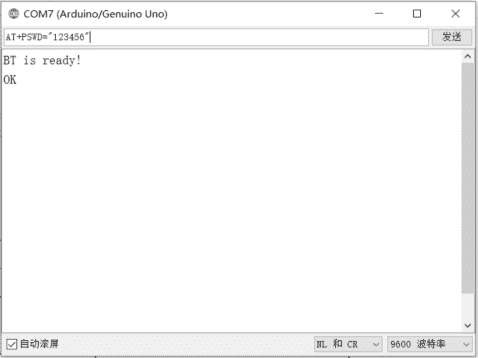 COM7 (Arduino/Genuino Uno)
AT+PSWD="123456"
发送
BT is ready!
OK
自动滚屏
NL 和 CR
9600 波特率